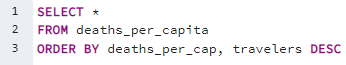 1 SELECT *
2 FROM deaths_per_capita
3 ORDER BY deaths_per_cap, travelers DESC